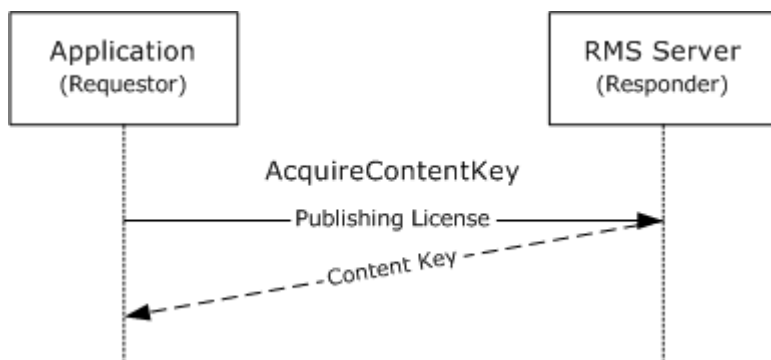 Application
(Requestor)
RMS Server
(Responder)
AcquireContentKey
Publishing License
Content Key